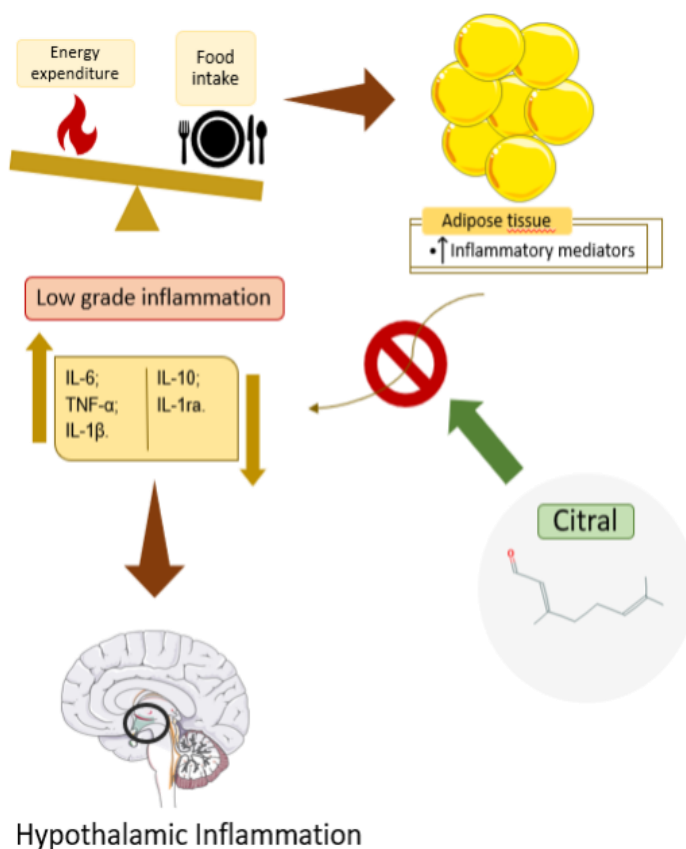 Energy
expenditure
Food
intake
Adipose tissue
•↑Inflammatory mediators
Low grade inflammation
IL-6;
TNF-α;
IL-1β.
IL-10;
IL-1ra.
Citral
O
Hypothalamic Inflammation